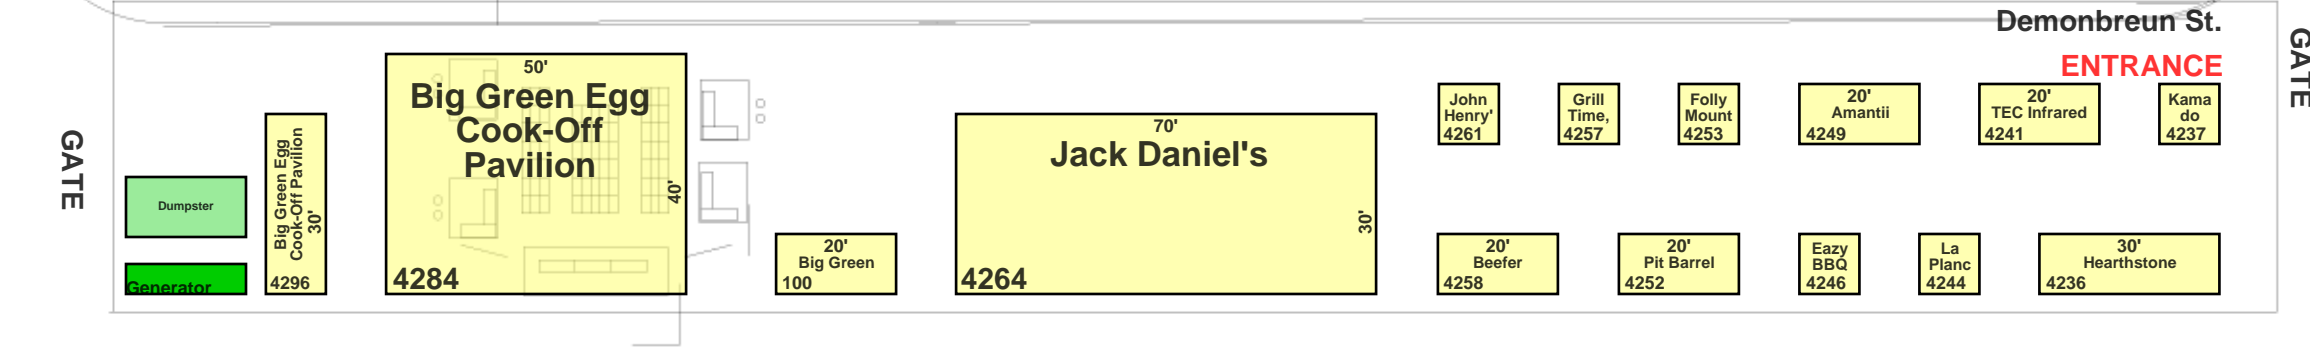 Demonbreun St.
ENTRANCE
GATE
GATE
Dumpster
Generator
Big Green Egg
Cook-Off Pavilion
30'
4296
50'
Big Green Egg
Cook-Off
Pavilion
40'
4284
20'
Big Green
100
70'
Jack Daniel's
30'
4264
John
Henry'
4261
Grill
Time,
4257
Folly
Mount
4253
20'
Amantii
4249
20'
TEC Infrared
4241
Kama
do
4237
20'
Beefer
4258
20'
Pit Barrel
4252
Eazy
BBQ
4246
La
Planc
4244
30'
Hearthstone
4236